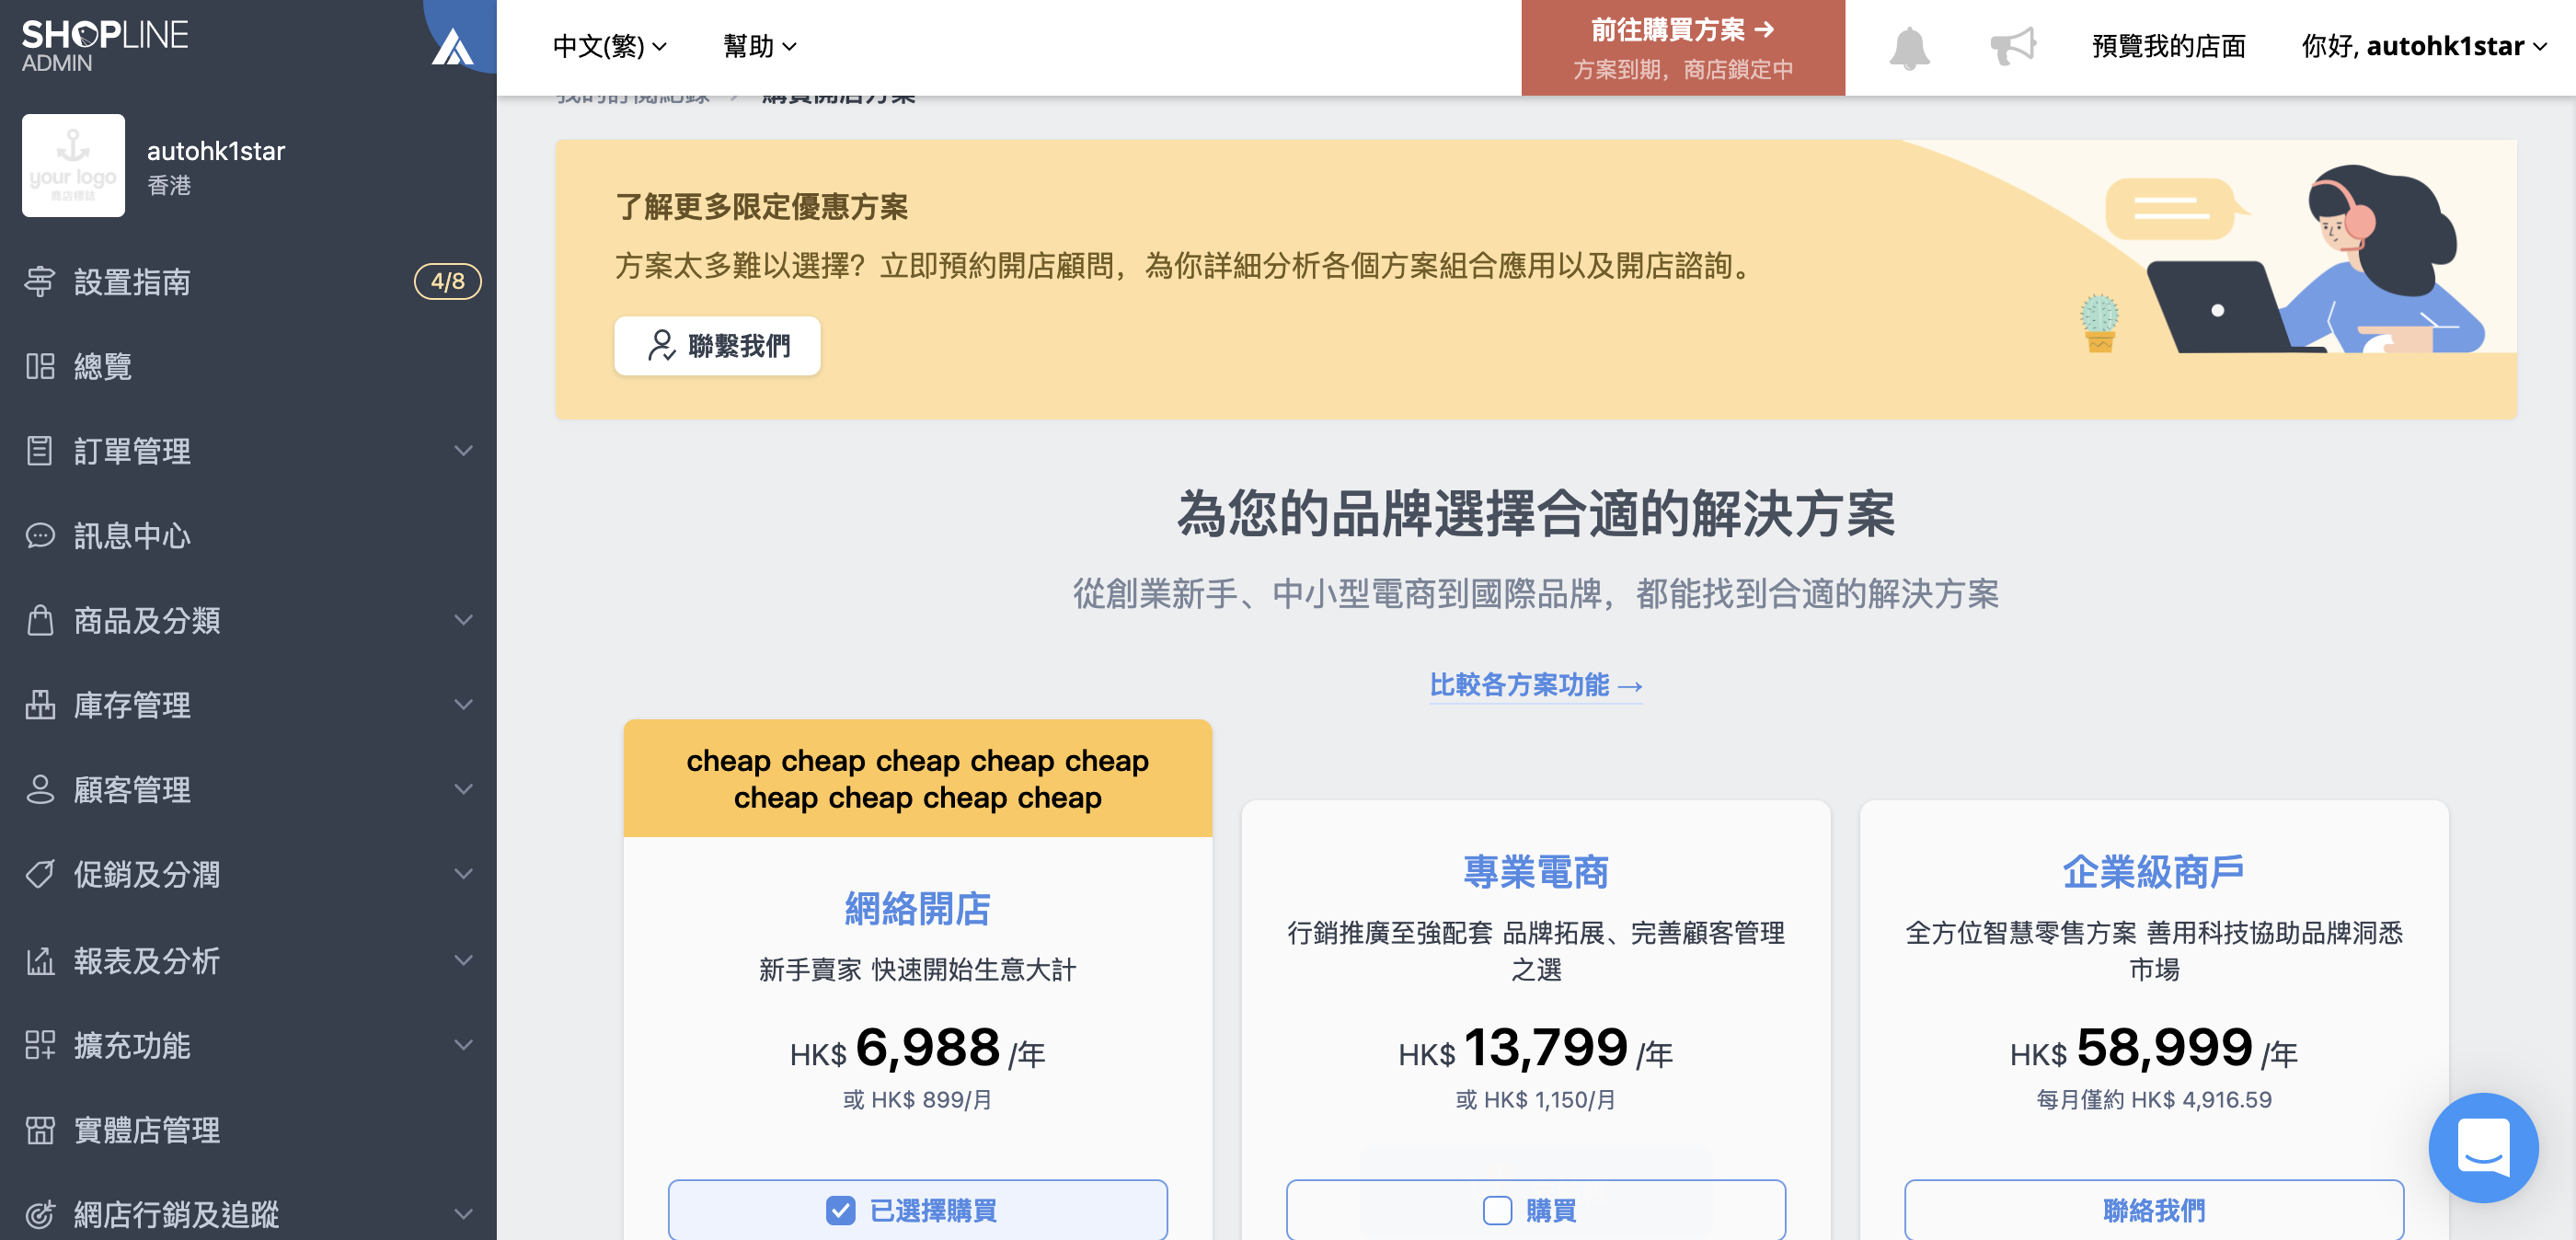 SHOPLINE
ADMIN
中文(繁)
幫助
前往購買方案 →
方案到期，商店鎖定中
預覽我的店面
你好, autohk1star
your logo
商店標誌
autohk1star
香港
設置指南
4/8
總覽
訂單管理
訊息中心
商品及分類
庫存管理
顧客管理
促銷及分潤
報表及分析
擴充功能
實體店管理
網店行銷及追蹤
我的訂閱紀錄 > 購買開店方案
了解更多限定優惠方案
方案太多難以選擇？立即預約開店顧問，為你詳細分析各個方案組合應用以及開店諮詢。
聯繫我們
為您的品牌選擇合適的解決方案
從創業新手、中小型電商到國際品牌，都能找到合適的解決方案
比較各方案功能 →
cheap cheap cheap cheap cheap
cheap cheap cheap cheap
網絡開店
新手賣家 快速開始生意大計
HK$ 6,988 /年
或 HK$ 899/月
已選擇購買
專業電商
行銷推廣至強配套 品牌拓展、完善顧客管理
之選
HK$ 13,799 /年
或 HK$ 1,150/月
購買
企業級商戶
全方位智慧零售方案 善用科技協助品牌洞悉
市場
HK$ 58,999 /年
每月僅約 HK$ 4,916.59
聯絡我們